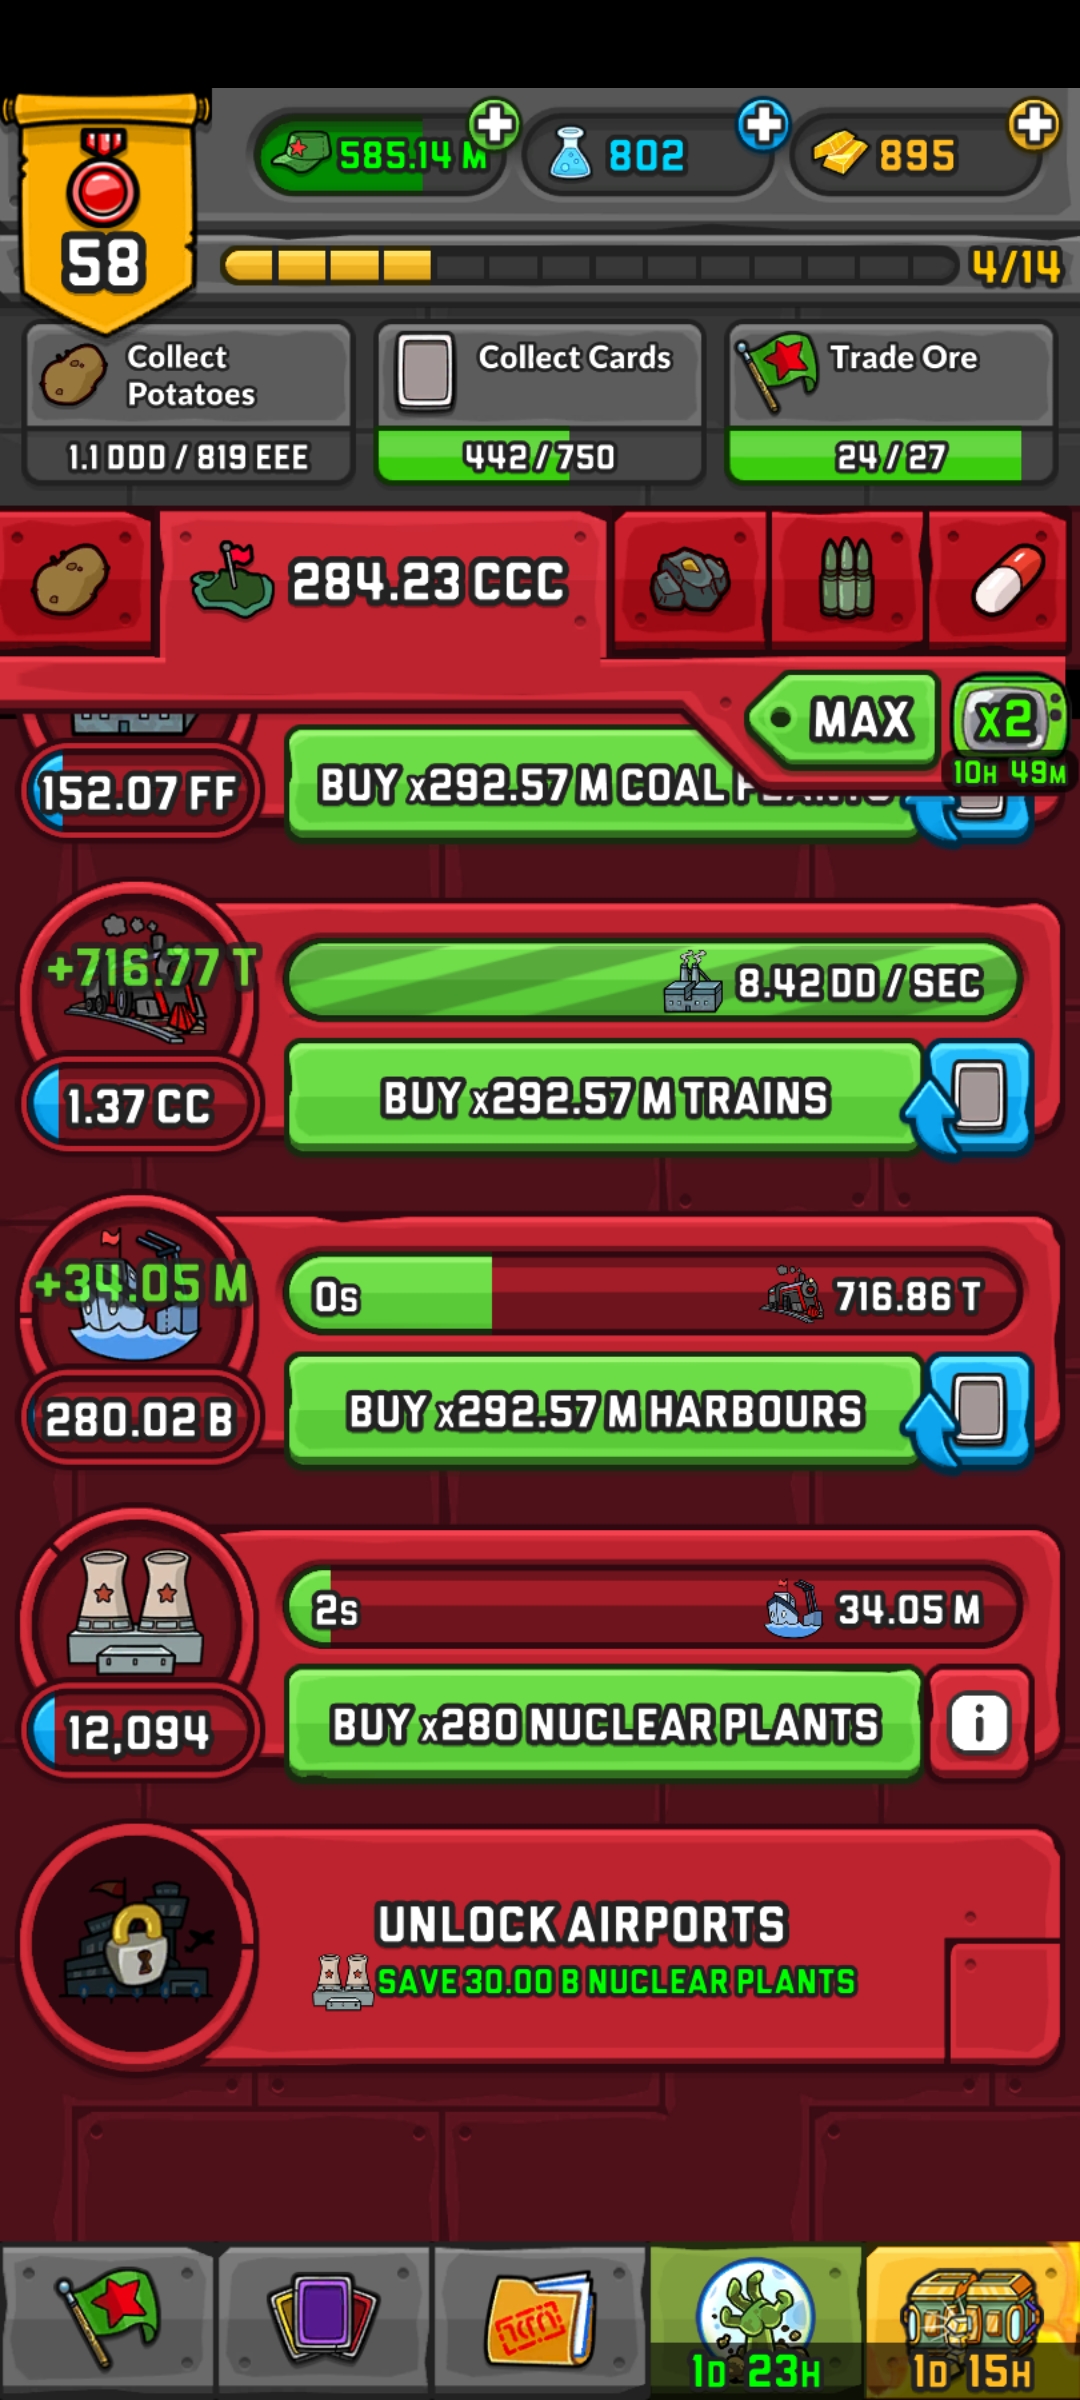 585.14 M
802
895
58
4/14
Collect
Potatoes
Collect Cards
Trade Ore
1.1 DDD / 819 EEE
442/750
24/27
284.23 CCC
MAX
x2
10H 49M
152.07 FF
BUY x292.57 M COAL PLANTS
+716.77 T
8.42 DD / SEC
1.37 CC
BUY x292.57 M TRAINS
+34.05 M
0s
716.86 T
280.02 B
BUY x292.57 M HARBOURS
2s
34.05 M
12,094
BUY x280 NUCLEAR PLANTS
i
UNLOCK AIRPORTS
SAVE 30.00 B NUCLEAR PLANTS
1D 23H
1D 15H